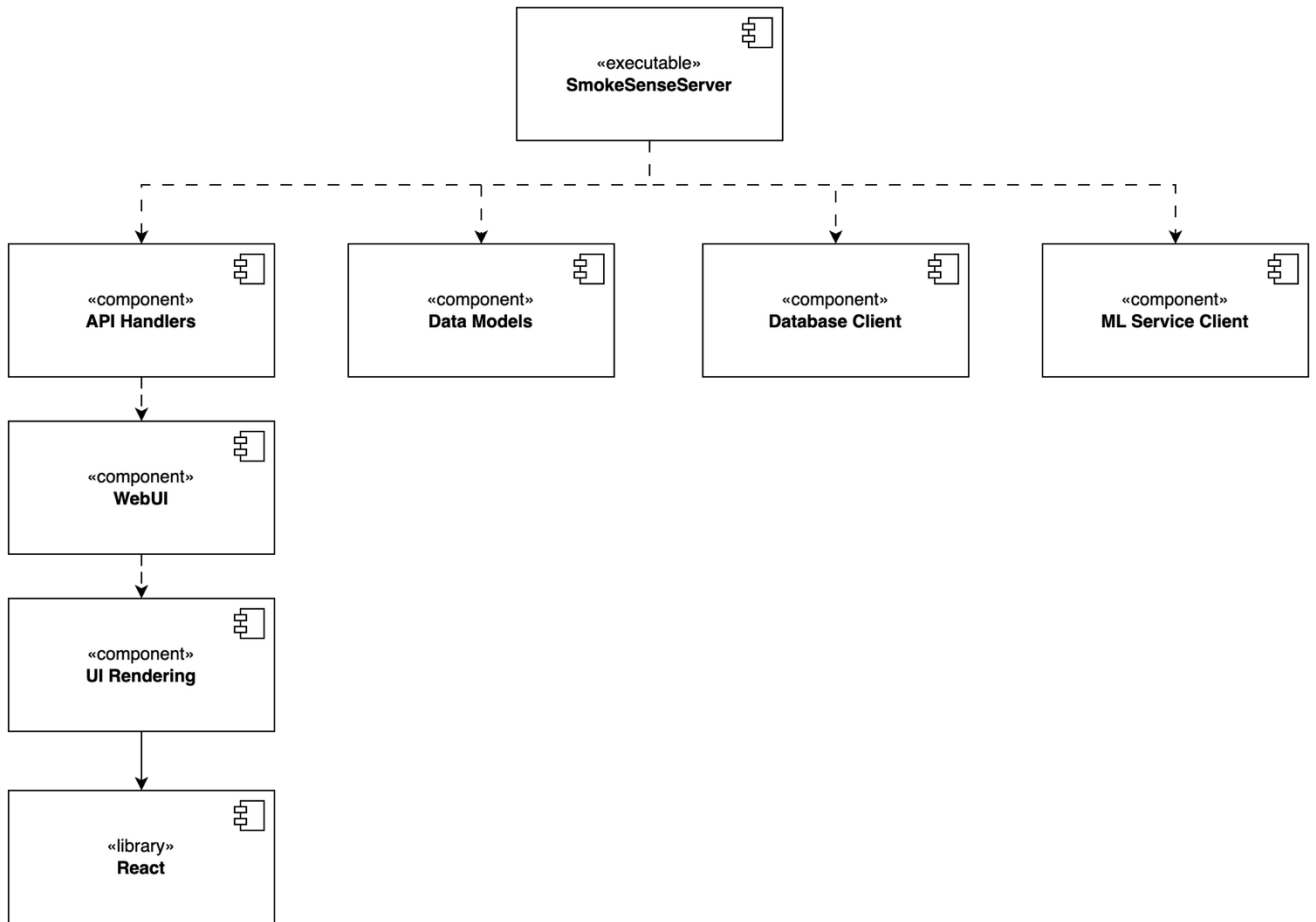 «executable»
SmokeSenseServer
«component»
API Handlers
«component»
Data Models
«component»
Database Client
«component»
ML Service Client
«component»
WebUI
«component»
UI Rendering
«library»
React